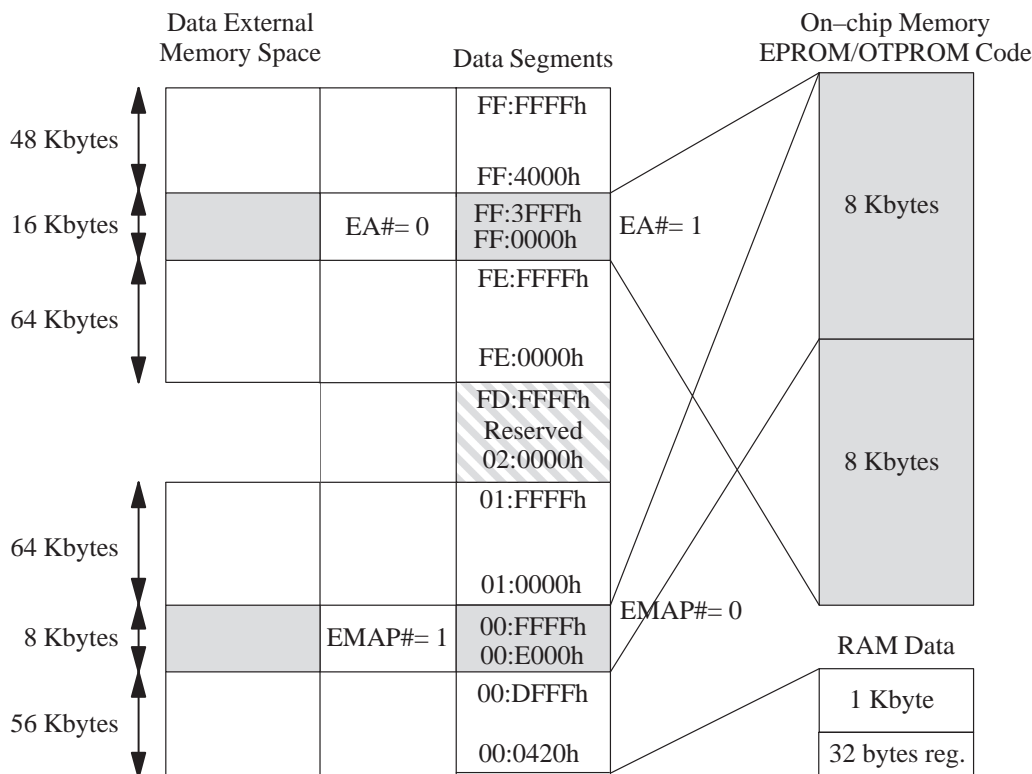 Data External
Memory Space
Data Segments
On–chip Memory
EPROM/OTPROM Code
48 Kbytes
FF:FFFFh
FF:4000h
16 Kbytes
EA#= 0
FF:3FFFh
FF:0000h
EA#= 1
8 Kbytes
64 Kbytes
FE:FFFFh
FE:0000h
FD:FFFFh
Reserved
02:0000h
8 Kbytes
64 Kbytes
01:FFFFh
01:0000h
8 Kbytes
EMAP#= 1
00:FFFFh
00:E000h
EMAP#= 0
RAM Data
56 Kbytes
00:DFFFh
00:0420h
1 Kbyte
32 bytes reg.